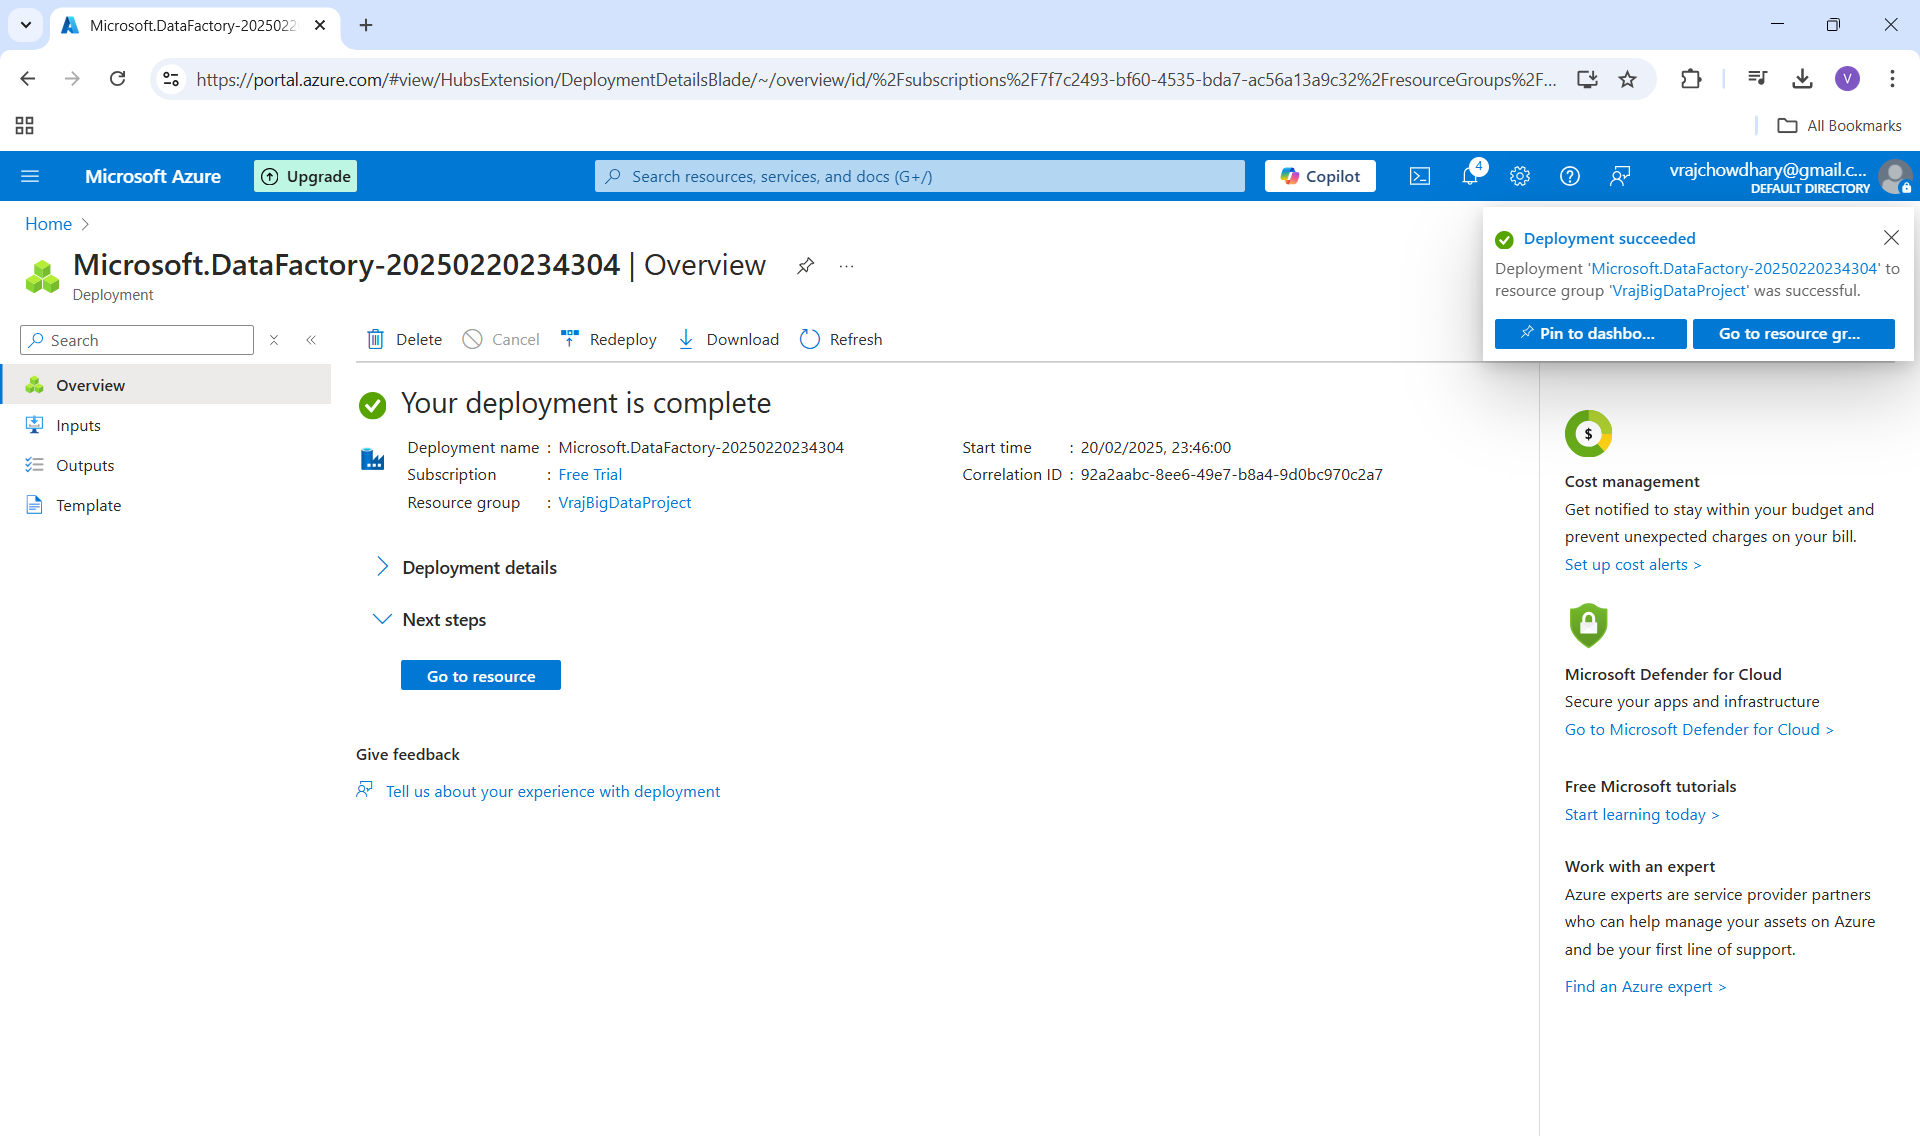 Microsoft.DataFactory-202502
https://portal.azure.com/#view/HubsExtension/DeploymentDetailsBlade/~/overview/id/%2Fsubscriptions%2F7f7c2493-bf60-4535-bda7-ac56a13a9c32%2FresourceGroups%2F...
V
All Bookmarks
Microsoft Azure
Upgrade
Search resources, services, and docs (G+/)
Copilot
4
vrajchowdhary@gmail.c...
DEFAULT DIRECTORY
Home
Microsoft.DataFactory-20250220234304 | Overview
Deployment
Deployment succeeded
Deployment 'Microsoft.DataFactory-20250220234304' to
resource group 'VrajBigDataProject' was successful.
Pin to dashbo...
Go to resource gr...
Search
Delete
Cancel
Redeploy
Download
Refresh
Overview
Inputs
Outputs
Template
Your deployment is complete
Deployment name : Microsoft.DataFactory-20250220234304
Subscription : Free Trial
Resource group : VrajBigDataProject
Start time : 20/02/2025, 23:46:00
Correlation ID : 92a2aabc-8ee6-49e7-b8a4-9d0bc970c2a7
Deployment details
Next steps
Go to resource
Give feedback
Tell us about your experience with deployment
$
Cost management
Get notified to stay within your budget and
prevent unexpected charges on your bill.
Set up cost alerts >
Microsoft Defender for Cloud
Secure your apps and infrastructure
Go to Microsoft Defender for Cloud >
Free Microsoft tutorials
Start learning today >
Work with an expert
Azure experts are service provider partners
who can help manage your assets on Azure
and be your first line of support.
Find an Azure expert >